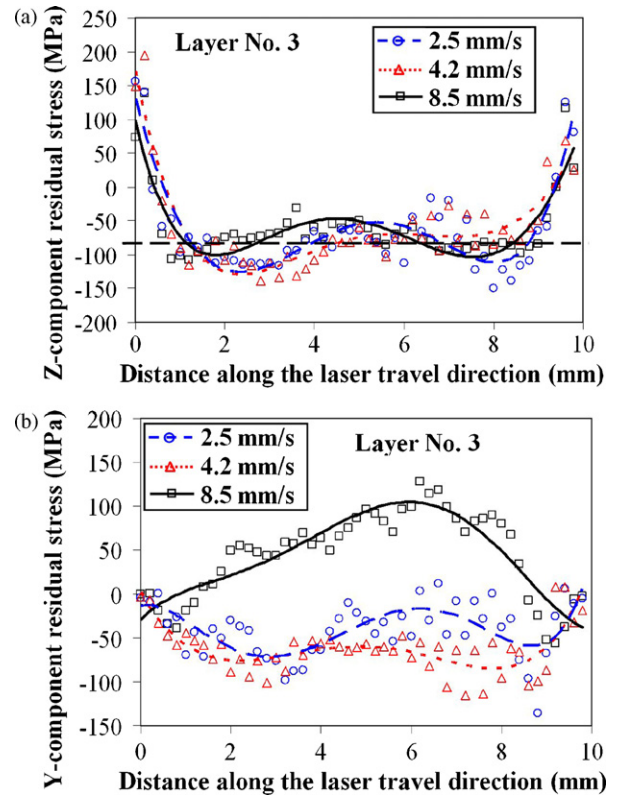 (a)
Z-component residual stress (MPa)
250
200
150
100
50
0
-50
-100
-150
-200
Layer No. 3
2.5 mm/s
4.2 mm/s
8.5 mm/s
0 2 4 6 8 10
Distance along the laser travel direction (mm)
(b)
Y-component residual stress (MPa)
200
150
100
50
0
-50
-100
-150
2.5 mm/s
4.2 mm/s
8.5 mm/s
Layer No. 3
0 2 4 6 8 10
Distance along the laser travel direction (mm)